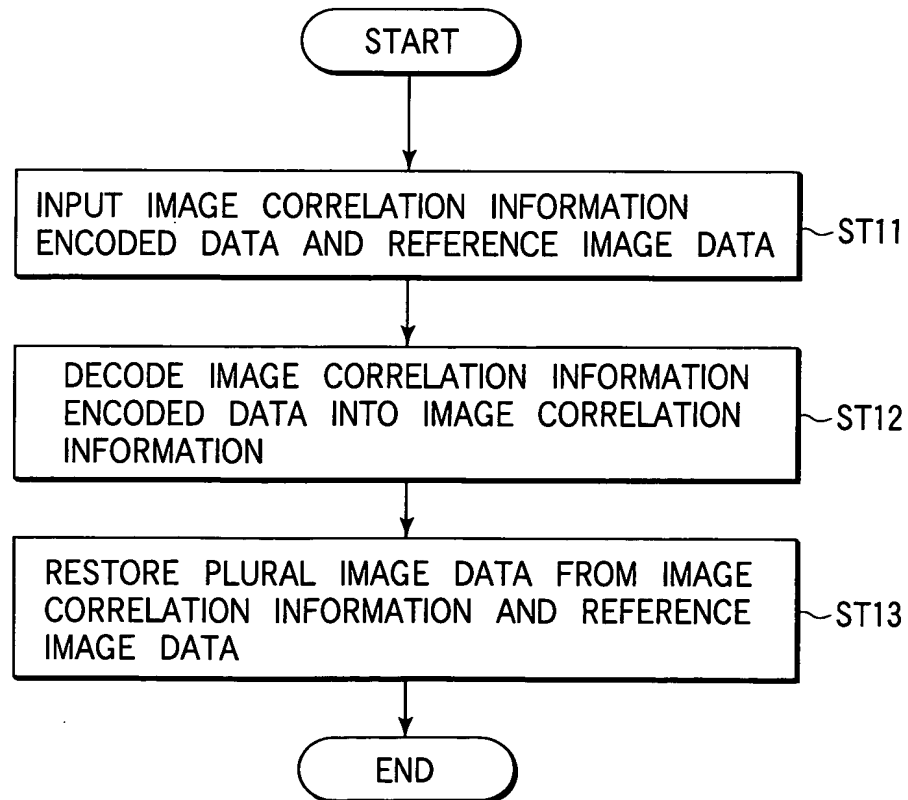 START
INPUT IMAGE CORRELATION INFORMATION
ENCODED DATA AND REFERENCE IMAGE DATA
ST11
DECODE IMAGE CORRELATION INFORMATION
ENCODED DATA INTO IMAGE CORRELATION
INFORMATION
ST12
RESTORE PLURAL IMAGE DATA FROM IMAGE
CORRELATION INFORMATION AND REFERENCE
IMAGE DATA
ST13
END